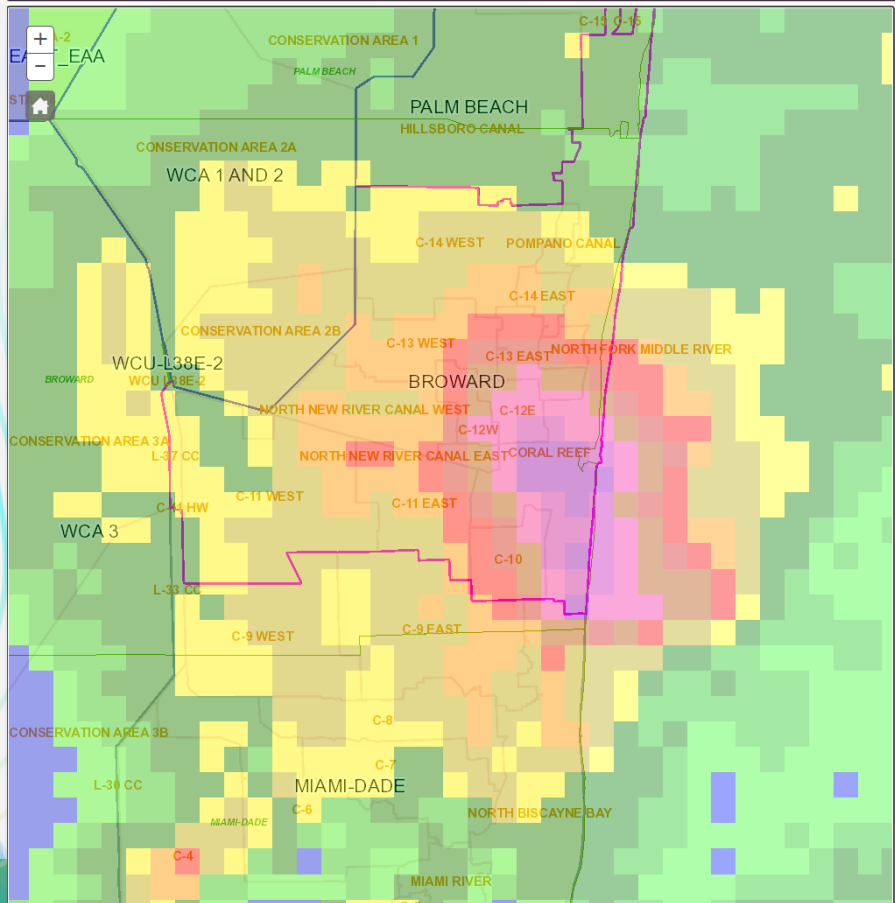 C-15 C-15
+
A-2
CONSERVATION AREA 1
EAST_EAA
−
PALM BEACH
PALM BEACH
HILLSBORO CANAL
CONSERVATION AREA 2A
WCA 1 AND 2
C-14 WEST
POMPANO CANAL
C-14 EAST
CONSERVATION AREA 2B
C-13 WEST
NORTH FORK MIDDLE RIVER
C-13 EAST
WCU-L38E-2
BROWARD
WCU L38E-2
BROWARD
NORTH NEW RIVER CANAL WEST
C-12E
C-12W
CONSERVATION AREA 3A
L-37 CC
NORTH NEW RIVER CANAL EAST
CORAL REEF
C-11 WEST
C-11 EAST
C-11 HW
WCA 3
C-10
L-33 CC
C-9 WEST
C-9 EAST
C-8
CONSERVATION AREA 3B
C-7
L-30 CC
MIAMI-DADE
C-6
NORTH BISCAYNE BAY
MIAMI-DADE
C-4
MIAMI RIVER